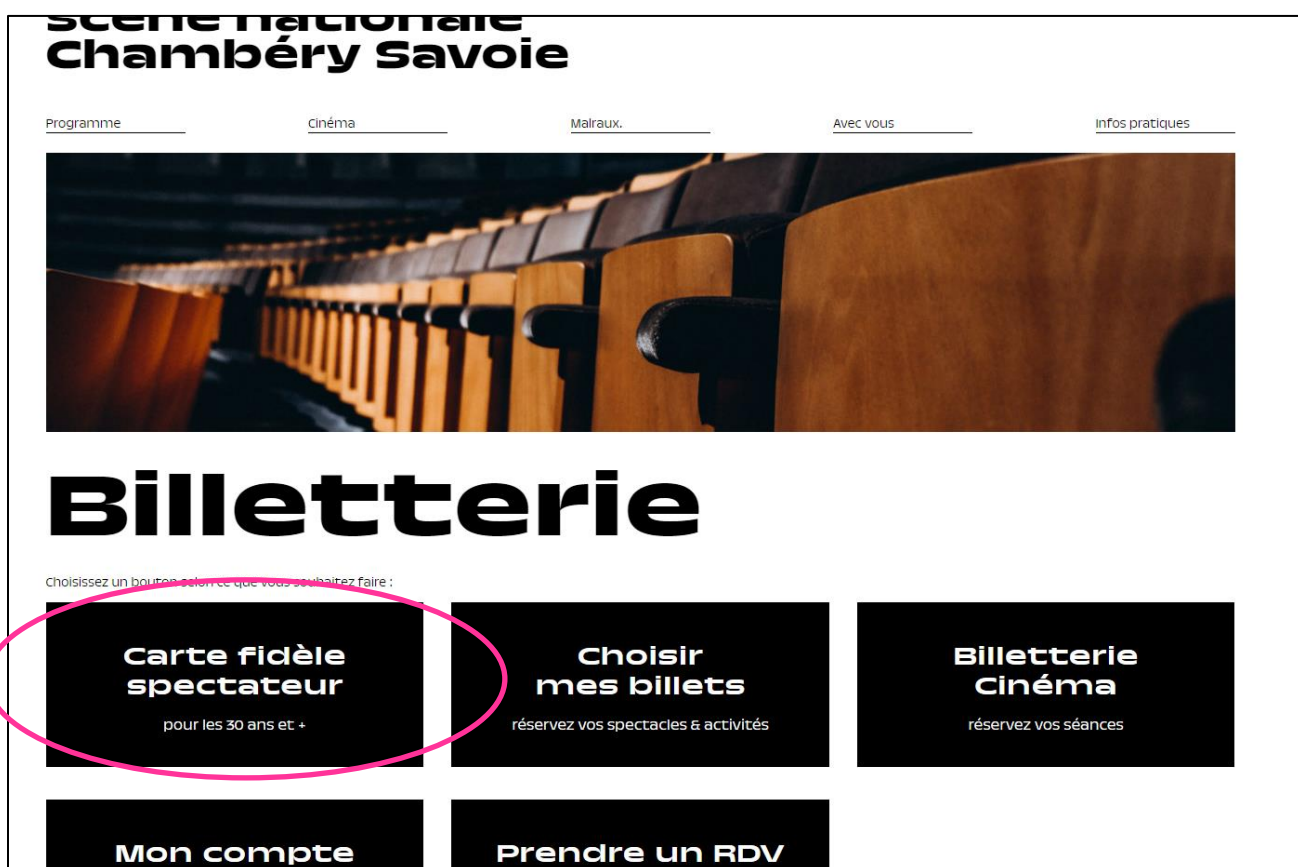 scène nationale
Chambéry Savoie
Programme
Cinéma
Malraux.
Avec vous
Infos pratiques
Billetterie
Choisissez un bouton selon ce que vous souhaitez faire :
Carte fidèle
spectateur
pour les 30 ans et +
Choisir
mes billets
réservez vos spectacles & activités
Billetterie
Cinéma
réservez vos séances
Mon compte
Prendre un RDV